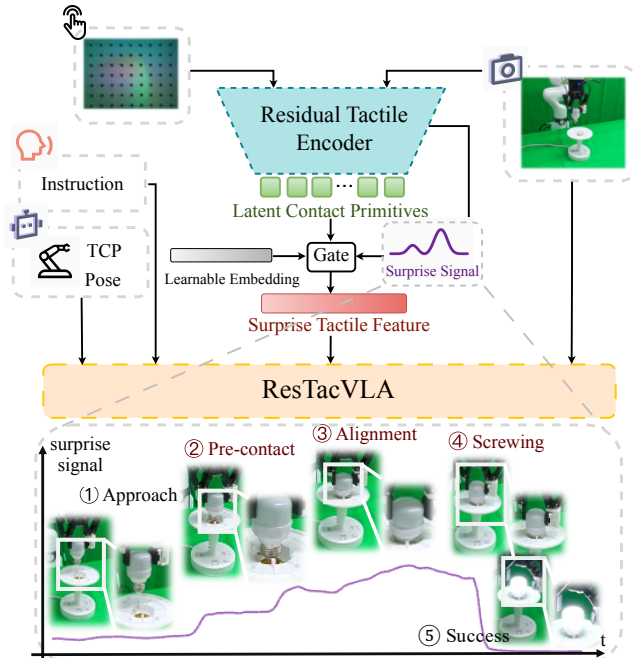 Residual Tactile
Encoder
Instruction
Latent Contact Primitives
TCP
Pose
Gate
Learnable Embedding
Surprise Signal
Surprise Tactile Feature
ResTacVLA
surprise
signal
① Approach
② Pre-contact
③ Alignment
④ Screwing
⑤ Success
t